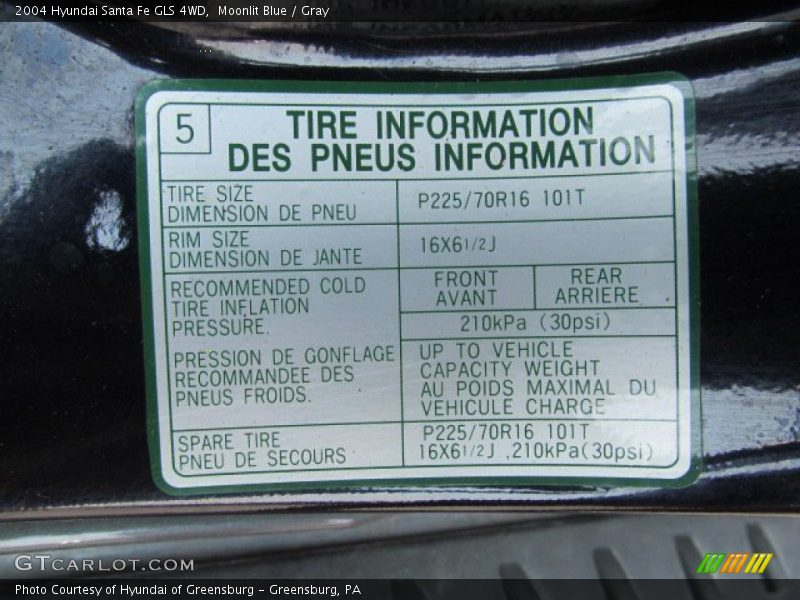 2004 Hyundai Santa Fe GLS 4WD, Moonlit Blue / Gray
5
TIRE INFORMATION
DES PNEUS INFORMATION
TIRE SIZE
DIMENSION DE PNEU
P225/70R16 101T
RIM SIZE
DIMENSION DE JANTE
16X61/2J
RECOMMENDED COLD
TIRE INFLATION
PRESSURE.
PRESSION DE GONFLAGE
RECOMMANDEE DES
PNEUS FROIDS.
FRONT
AVANT
REAR
ARRIERE
210kPa (30psi)
UP TO VEHICLE
CAPACITY WEIGHT
AU POIDS MAXIMAL DU
VEHICULE CHARGE
SPARE TIRE
PNEU DE SECOURS
P225/70R16 101T
16X61/2J ,210kPa(30psi)
GTCARLOT.COM
Photo Courtesy of Hyundai of Greensburg – Greensburg, PA